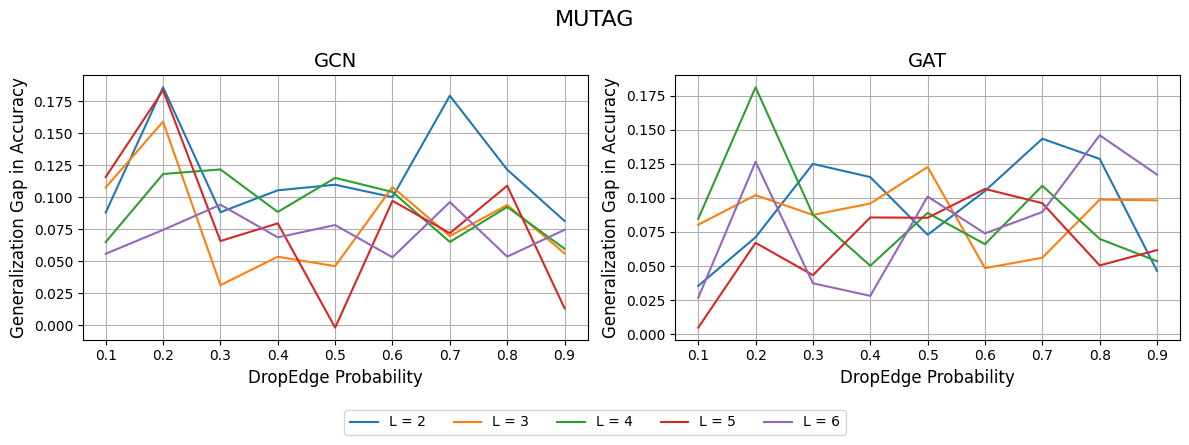 MUTAG
GCN
Generalization Gap in Accuracy
0.175
0.150
0.125
0.100
0.075
0.050
0.025
0.000
0.1 0.2 0.3 0.4 0.5 0.6 0.7 0.8 0.9
DropEdge Probability
GAT
Generalization Gap in Accuracy
0.175
0.150
0.125
0.100
0.075
0.050
0.025
0.000
0.1 0.2 0.3 0.4 0.5 0.6 0.7 0.8 0.9
DropEdge Probability
L = 2 L = 3 L = 4 L = 5 L = 6